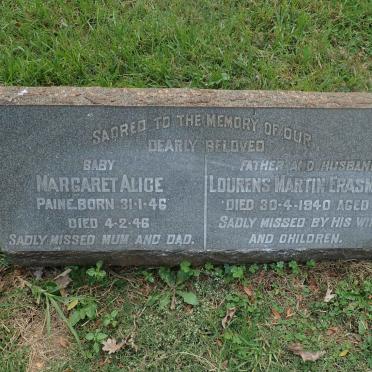 SACRED TO THE MEMORY OF OUR
DEARLY BELOVED
BABY
MARGARET ALICE
PAINE. BORN 31-1-46
DIED 4-2-46
SADLY MISSED MUM AND DAD.
FATHER AND HUSBAN
LOURENS MARTIN ERASM
DIED 30-4-1940 AGED
SADLY MISSED BY HIS WI
AND CHILDREN.